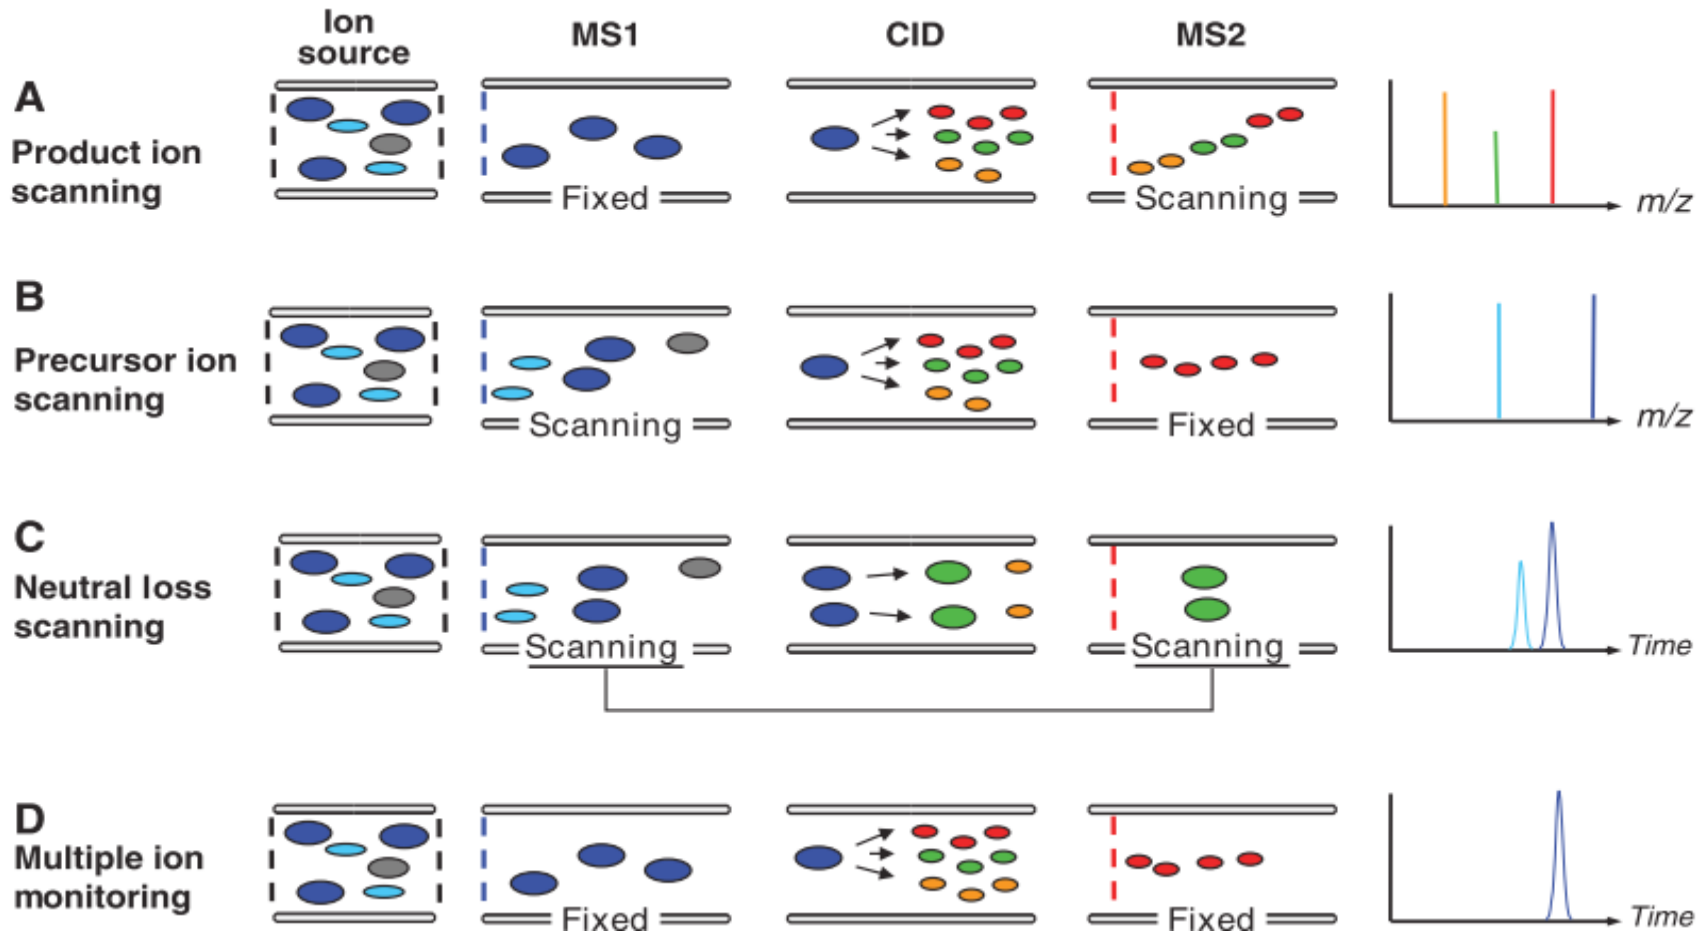 Ion
source
MS1
CID
MS2
A
Product ion
scanning
Fixed
Scanning
m/z
B
Precursor ion
scanning
Scanning
Fixed
m/z
C
Neutral loss
scanning
Scanning
Scanning
Time
D
Multiple ion
monitoring
Fixed
Fixed
Time